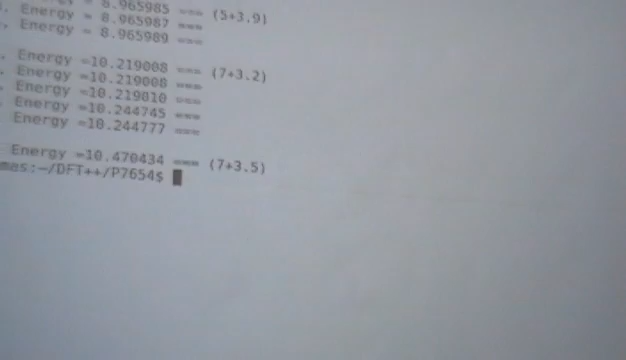 . Energy = 8.965985 === (5+3.9)
. Energy = 8.965987 ===
. Energy = 8.965989 ===
. Energy =10.219008 === (7+3.2)
. Energy =10.219008 ===
. Energy =10.219010 ===
. Energy =10.244745 ===
Energy =10.244777 ===
Energy =10.470434 === (7+3.5)
mas:~/DFT++/P7654$